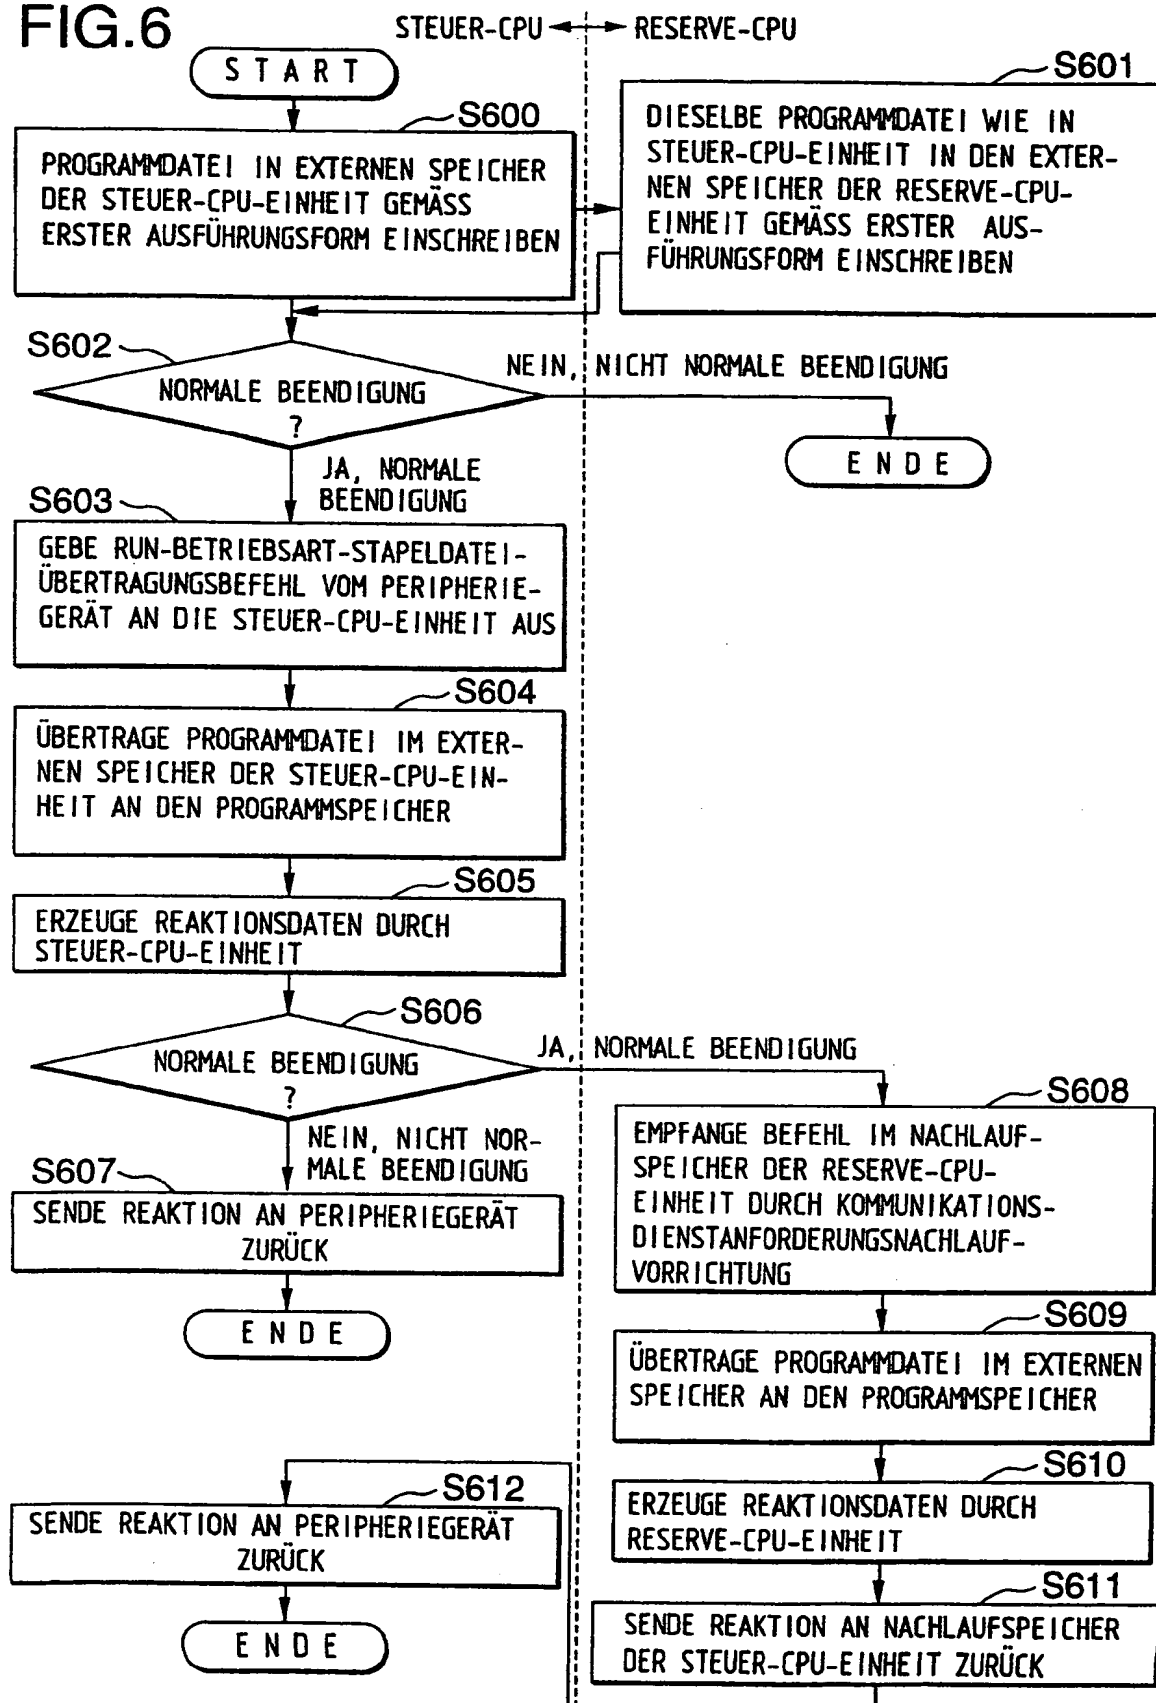 FIG.6
STEUER-CPU
RESERVE-CPU
START
S600
PROGRAMMDATEI IN EXTERNEN SPEICHER
DER STEUER-CPU-EINHEIT GEMÄSS
ERSTER AUSFÜHRUNGSFORM EINSCHREIBEN
S601
DIESELBE PROGRAMMDATEI WIE IN
STEUER-CPU-EINHEIT IN DEN EXTER-
NEN SPEICHER DER RESERVE-CPU-
EINHEIT GEMÄSS ERSTER AUS-
FÜHRUNGSFORM EINSCHREIBEN
S602
NORMALE BEENDIGUNG
?
NEIN, NICHT NORMALE BEENDIGUNG
ENDE
JA, NORMALE
BEENDIGUNG
S603
GEBE RUN-BETRIEBSART-STAPELDATEI-
ÜBERTRAGUNGSBEFEHL VOM PERIPHERIE-
GERÄT AN DIE STEUER-CPU-EINHEIT AUS
S604
ÜBERTRAGE PROGRAMMDATEI IM EXTER-
NEN SPEICHER DER STEUER-CPU-EIN-
HEIT AN DEN PROGRAMMSPEICHER
S605
ERZEUGE REAKTIONSDATEN DURCH
STEUER-CPU-EINHEIT
S606
NORMALE BEENDIGUNG
?
JA, NORMALE BEENDIGUNG
NEIN, NICHT NOR-
MALE BEENDIGUNG
S607
SENDE REAKTION AN PERIPHERIEGERÄT
ZURÜCK
ENDE
S608
EMPFANGE BEFEHL IM NACHLAUF-
SPEICHER DER RESERVE-CPU-
EINHEIT DURCH KOMMUNIKATIONS-
DIENSTANFORDERUNGSNACHLAUF-
VORRICHTUNG
S609
ÜBERTRAGE PROGRAMMDATEI IM EXTERNEN
SPEICHER AN DEN PROGRAMMSPEICHER
S610
ERZEUGE REAKTIONSDATEN DURCH
RESERVE-CPU-EINHEIT
S611
SENDE REAKTION AN NACHLAUFSPEICHER
DER STEUER-CPU-EINHEIT ZURÜCK
S612
SENDE REAKTION AN PERIPHERIEGERÄT
ZURÜCK
ENDE